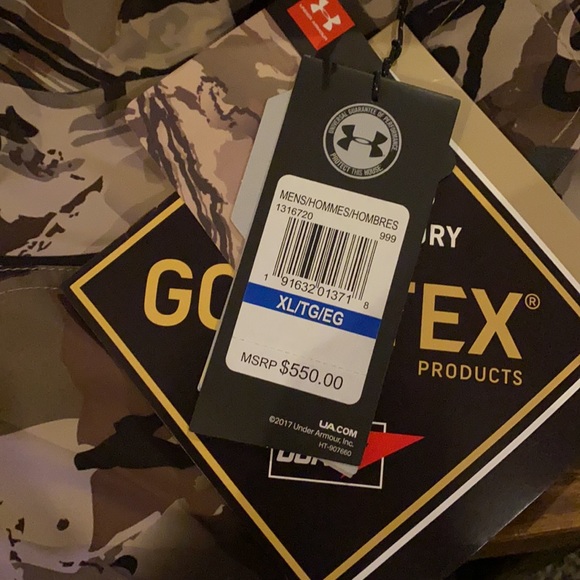 UNIVERSAL GUARANTEE OF PERFORMANCE
PROTECT THIS HOUSE
MENS/HOMMES/HOMBRES
1316720 999
1 91632 01371 8
XL/TG/EG
MSRP $550.00
UA.COM
©2017 Under Armour, Inc.
HT-907660
DRY
GO TEX®
PRODUCTS